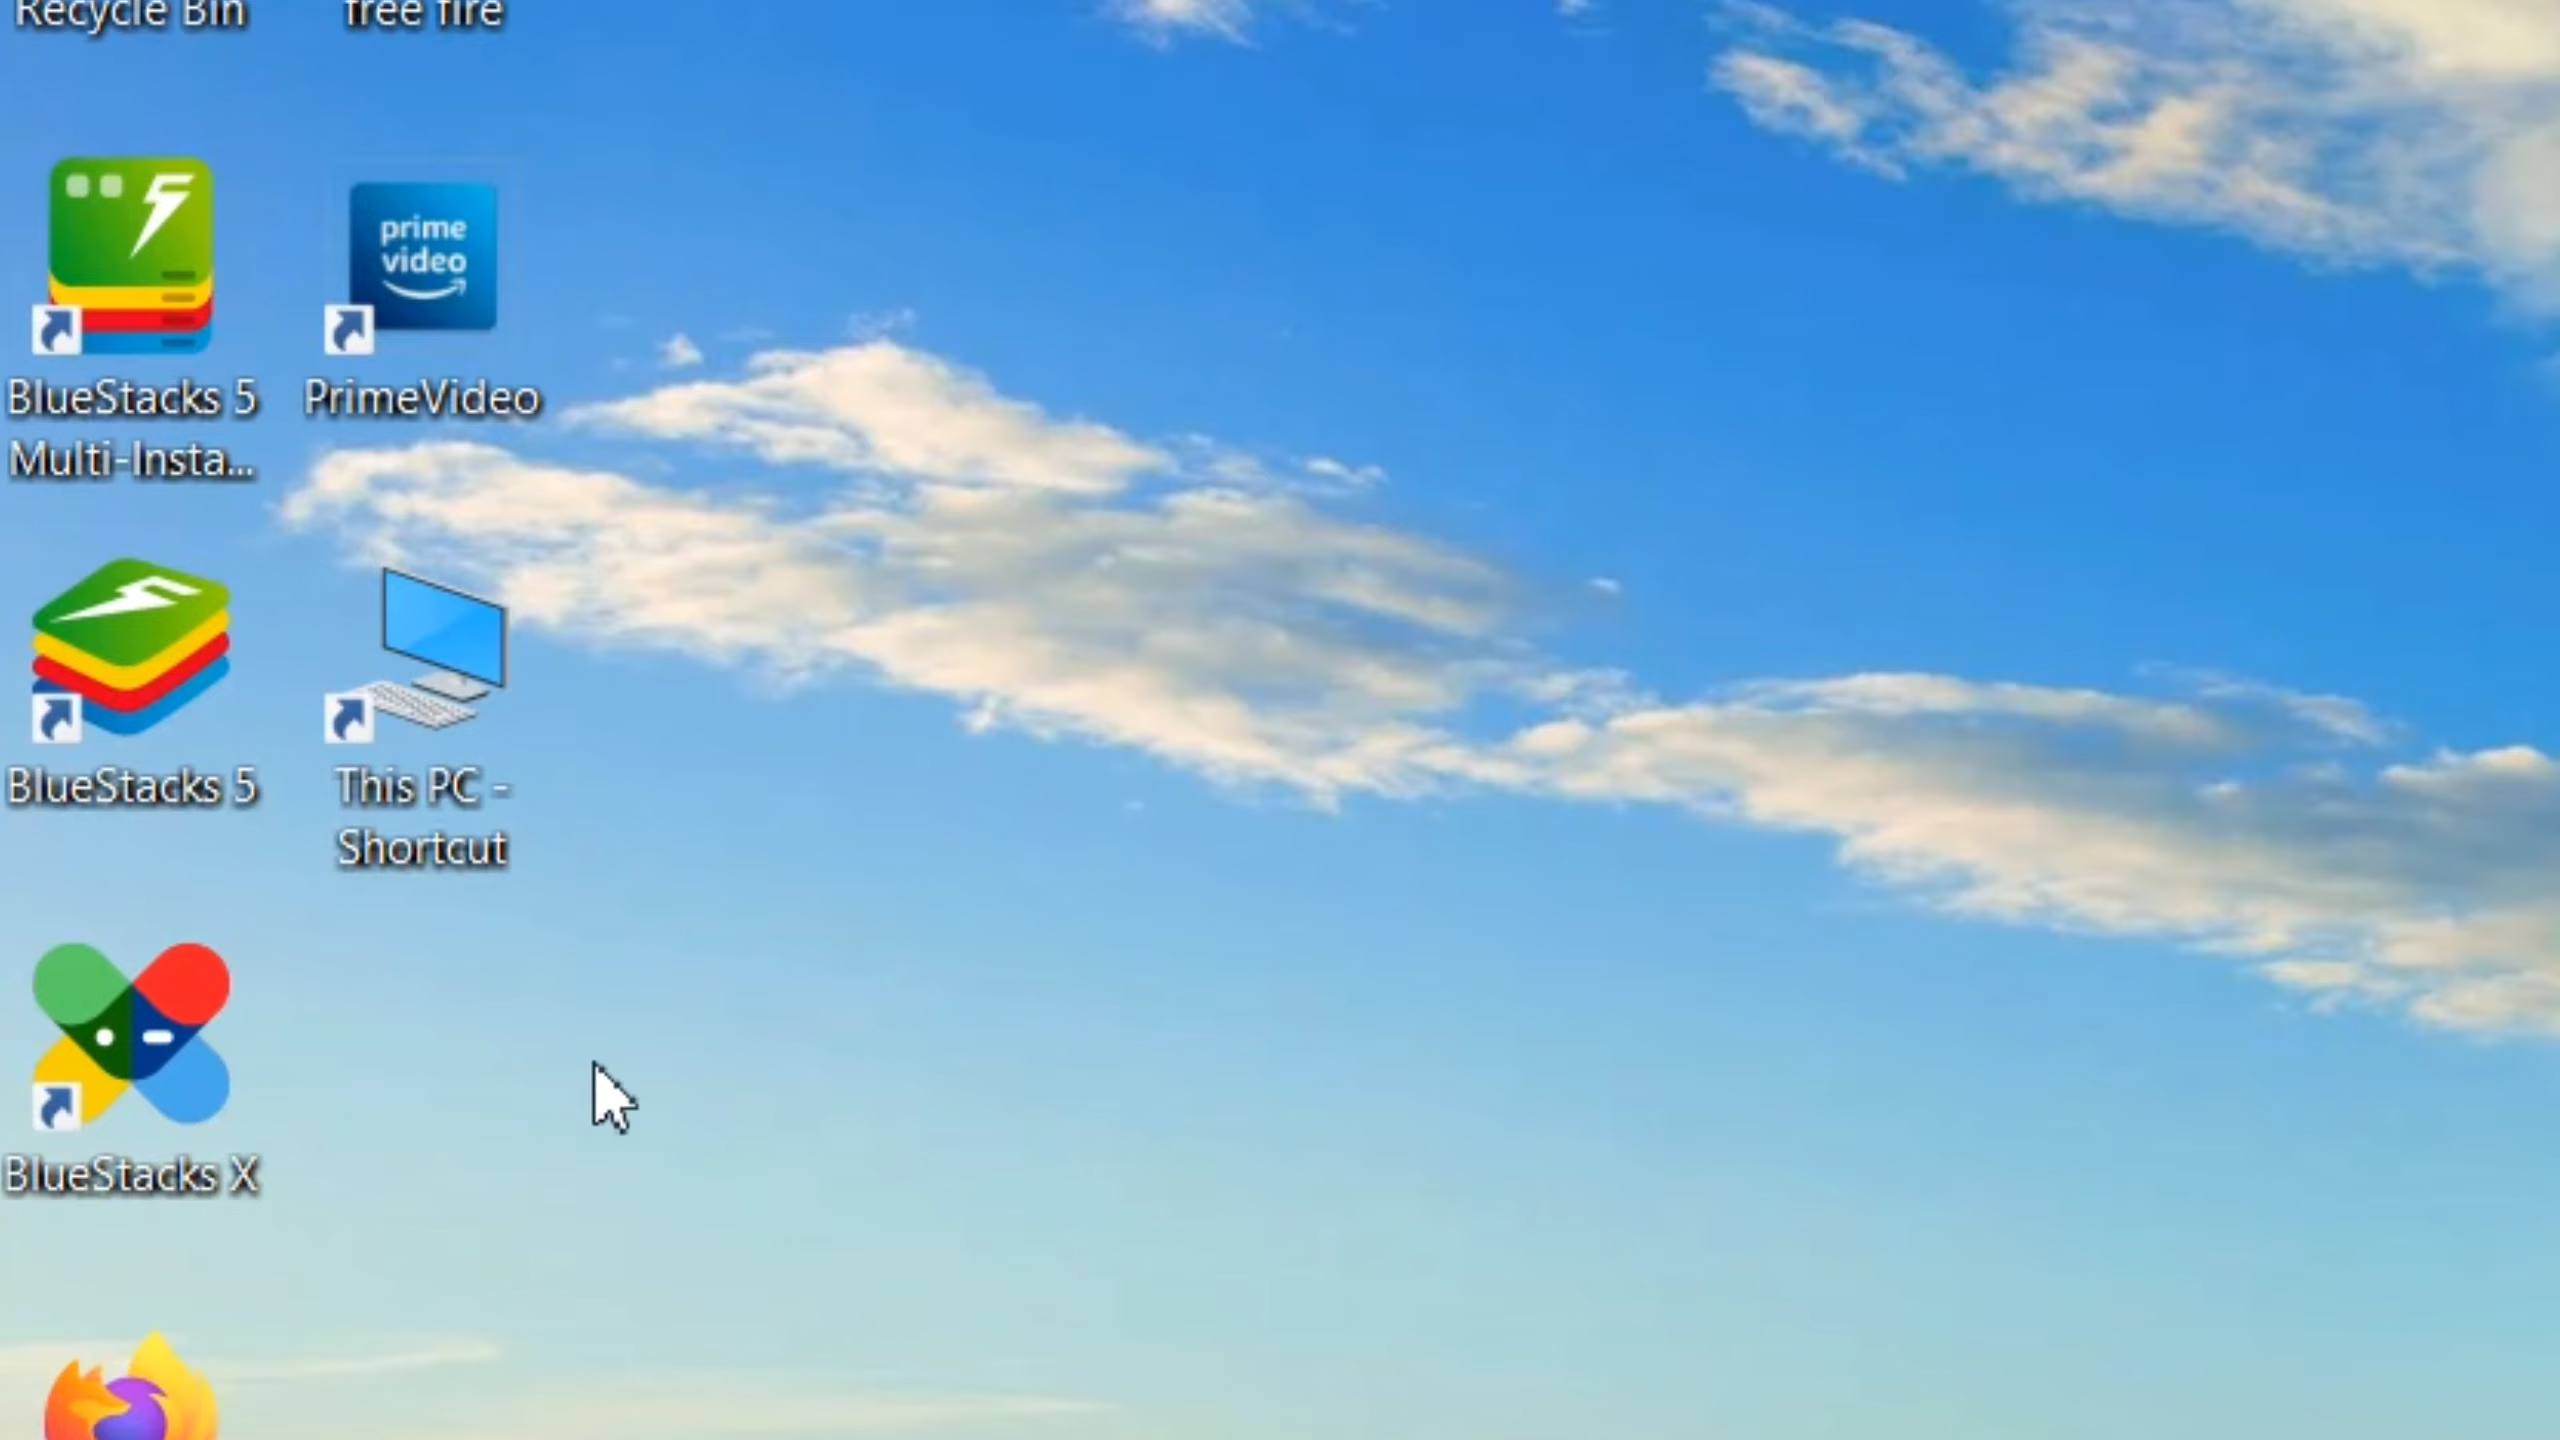 Recycle Bin
free fire
prime
video
BlueStacks 5
Multi-Insta...
PrimeVideo
BlueStacks 5
This PC -
Shortcut
BlueStacks X